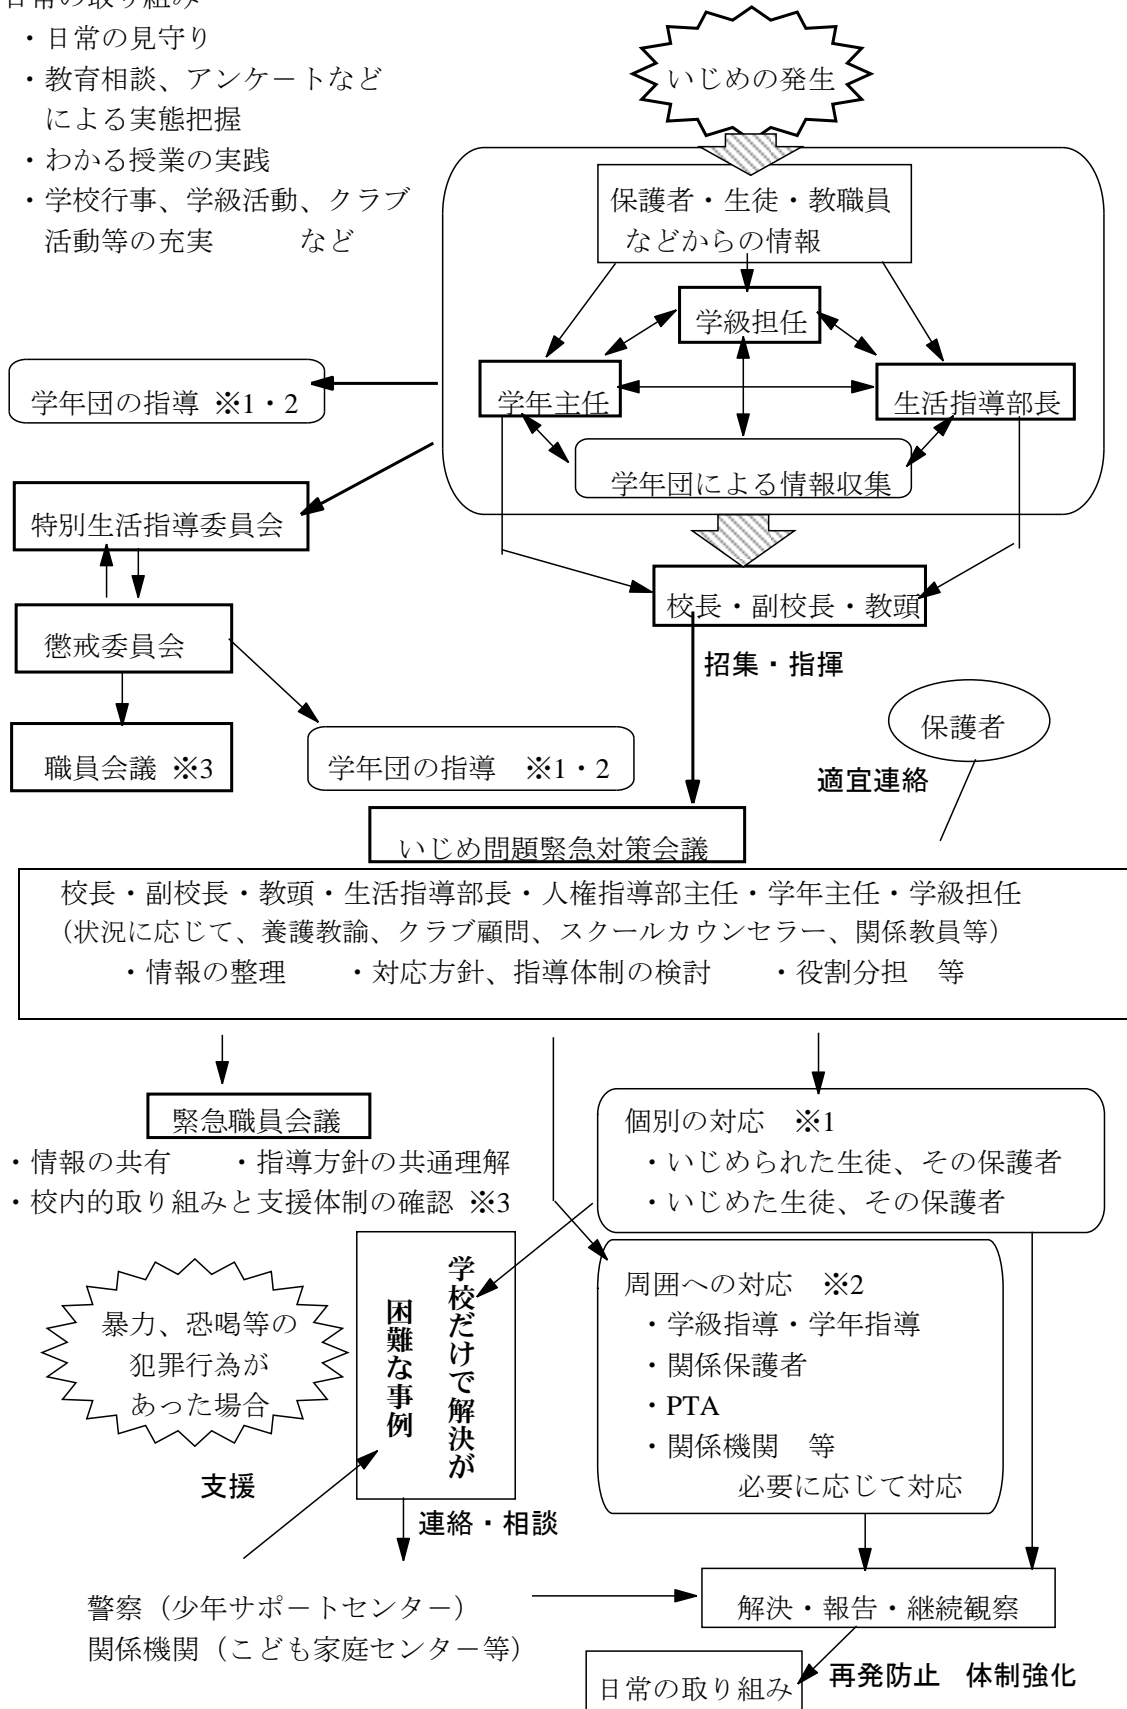 日常の取り組み
・日常の見守り
・教育相談、アンケートなど
による実態把握
・わかる授業の実践
・学校行事、学級活動、クラブ
活動等の充実　　　など
いじめの発生
保護者・生徒・教職員
などからの情報
学級担任
学年主任
生活指導部長
学年団による情報収集
学年団の指導 ※1・2
特別生活指導委員会
懲戒委員会
職員会議 ※3
学年団の指導　※1・2
校長・副校長・教頭
招集・指揮
保護者
適宜連絡
いじめ問題緊急対策会議
校長・副校長・教頭・生活指導部長・人権指導部主任・学年主任・学級担任
（状況に応じて、養護教諭、クラブ顧問、スクールカウンセラー、関係教員等）
・情報の整理　　・対応方針、指導体制の検討　　・役割分担　等
緊急職員会議
・情報の共有　　・指導方針の共通理解
・校内的取り組みと支援体制の確認 ※3
個別の対応　※1
・いじめられた生徒、その保護者
・いじめた生徒、その保護者
学校だけで解決が
困難な事例
周囲への対応　※2
・学級指導・学年指導
・関係保護者
・PTA
・関係機関　等
必要に応じて対応
暴力、恐喝等の
犯罪行為が
あった場合
支援
連絡・相談
警察（少年サポートセンター）
関係機関（こども家庭センター等）
解決・報告・継続観察
再発防止　体制強化
日常の取り組み